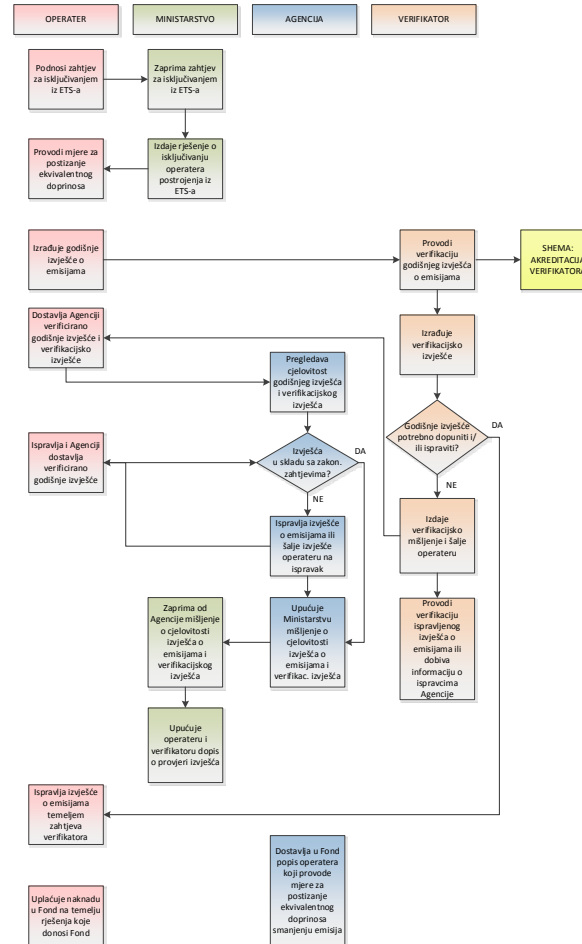 OPERATER
MINISTARSTVO
AGENCIJA
VERIFIKATOR
Podnosi zahtjev
za isključivanjem
iz ETS-a
Zaprima zahtjev
za isključivanjem
iz ETS-a
Provodi mjere za
postizanje
ekvivalentnog
doprinosa
Izdaje rješenje o
isključivanju
operatera
postrojenja iz
ETS-a
Izrađuje godišnje
izvješće o
emisijama
Provodi
verifikaciju
godišnjeg izvješća
o emisijama
SHEMA:
AKREDITACIJA
VERIFIKATORA
Dostavlja Agenciji
verificirano
godišnje izvješće i
verifikacijsko
izvješće
Izrađuje
verifikacijsko
izvješće
Pregledava
cjelovitost
godišnjeg izvješća
i verifikacijskog
izvješća
Godišnje izvješće
potrebno dopuniti i/
ili ispraviti?
DA
NE
Ispravlja i Agenciji
dostavlja
verificirano
godišnje izvješće
Izvješća
u skladu sa zakon.
zahtjevima?
DA
NE
Ispravlja izvješće
o emisijama ili
šalje izvješće
operateru na
ispravak
Izdaje
verifikacijsko
mišljenje i šalje
operateru
Zaprima od
Agencije mišljenje
o cjelovitosti
izvješća o
emisijama i
verifikacijskog
izvješća
Upućuje
Ministarstvu
mišljenje o
cjelovitosti
izvješća o
emisijama i
verifikac. izvješća
Provodi
verifikaciju
ispravljenog
izvješća o
emisijama ili
dobiva
informaciju o
ispravcima
Agencije
Upućuje
operateru i
verifikatoru dopis
o provjeri izvješća
Ispravlja izvješće
o emisijama
temeljem
zahtjeva
verifikatora
Dostavlja u Fond
popis operatera
koji provode
mjere za
postizanje
ekvivalentnog
doprinosa
smanjenju emisija
Uplaćuje naknadu
u Fond na temelju
rješenja koje
donosi Fond